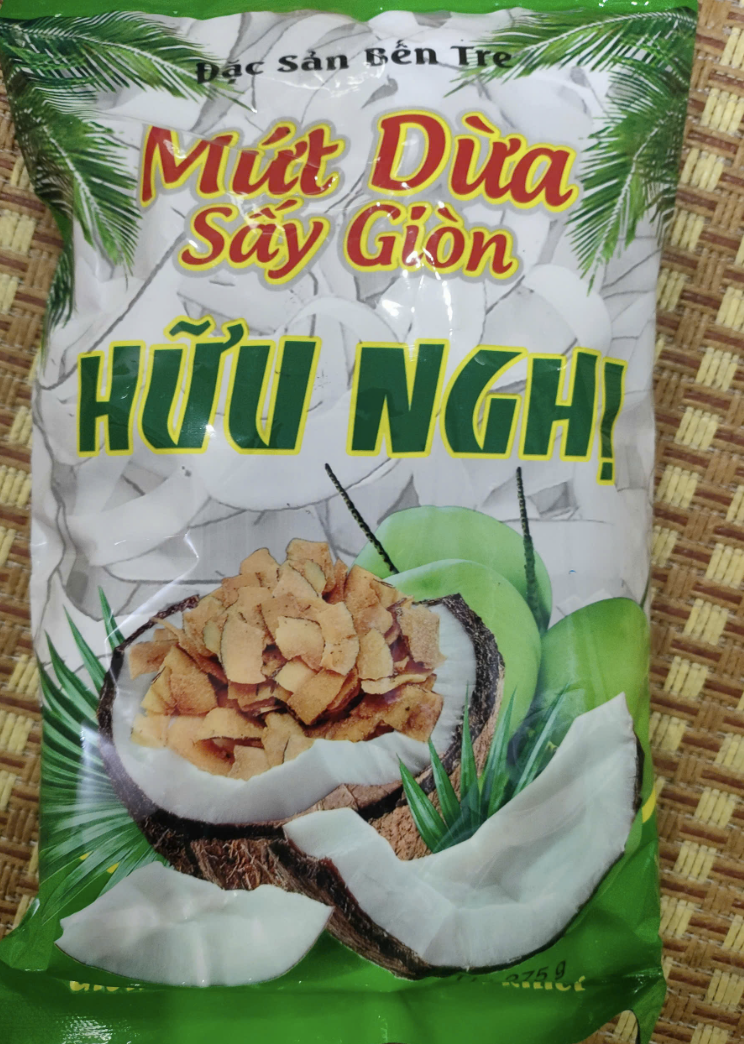 Đặc Sản Bến Tre
Mứt Dừa
Sấy Giòn
HỮU NGHỊ